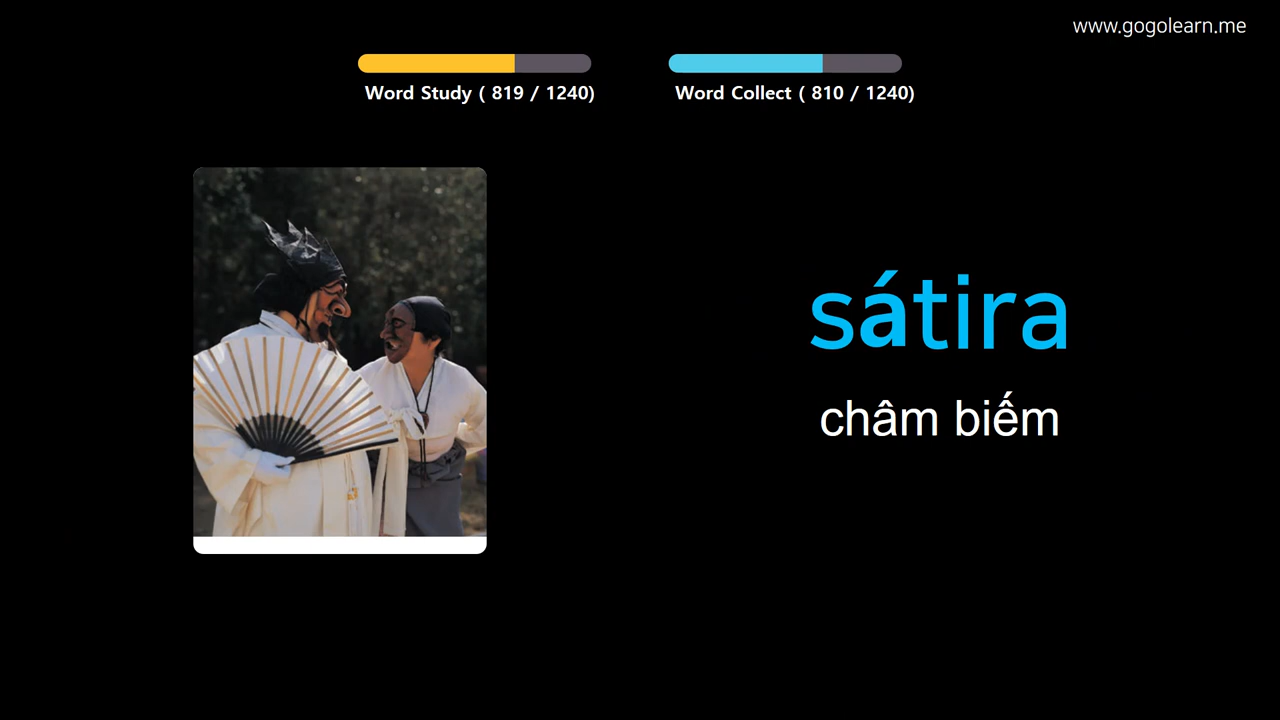 www.gogolearn.me
Word Study ( 819 / 1240)
Word Collect ( 810 / 1240)
sátira
châm biếm